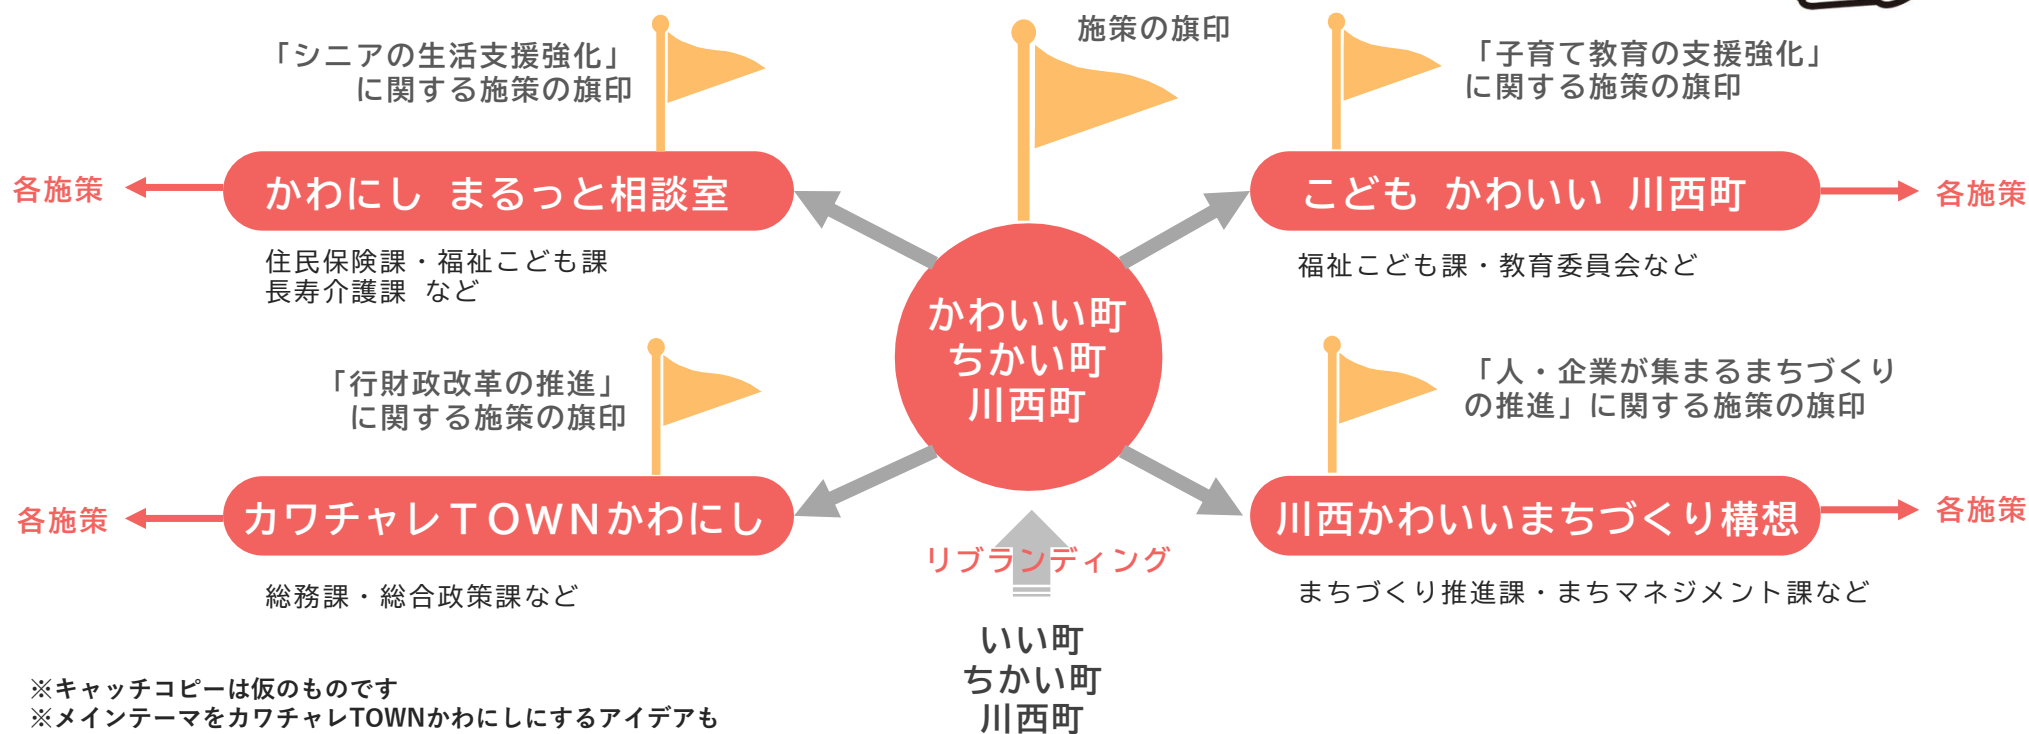 施策の旗印
「シニアの生活支援強化」
に関する施策の旗印
「子育て教育の支援強化」
に関する施策の旗印
各施策
かわにし まるっと相談室
こども かわいい 川西町
各施策
住民保険課・福祉こども課
長寿介護課 など
福祉こども課・教育委員会など
かわいい町
ちかい町
川西町
「行財政改革の推進」
に関する施策の旗印
「人・企業が集まるまちづくり
の推進」に関する施策の旗印
各施策
カワチャレTOWNかわにし
川西かわいいまちづくり構想
各施策
総務課・総合政策課など
まちづくり推進課・まちマネジメント課など
リブランディング
いい町
ちかい町
川西町
※キャッチコピーは仮のものです
※メインテーマをカワチャレTOWNかわにしにするアイデアも